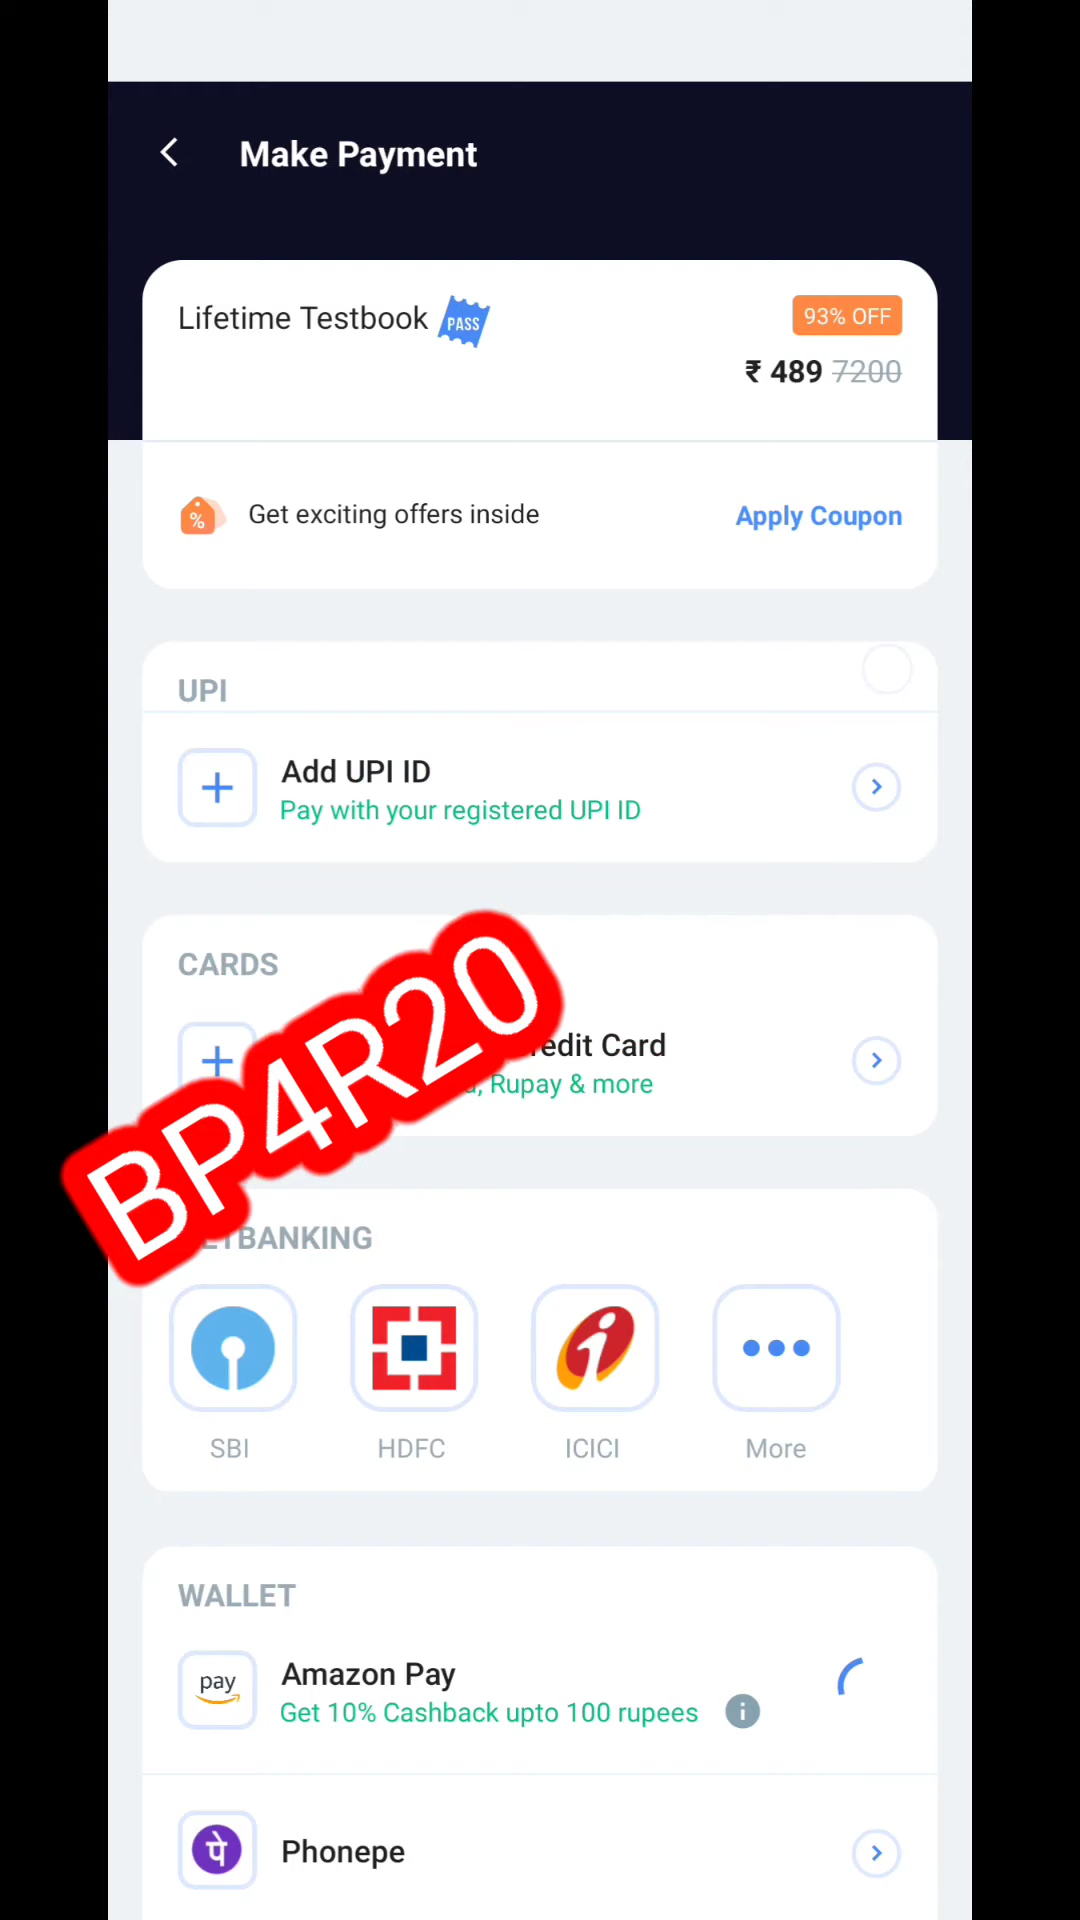 Make Payment
Lifetime Testbook PASS
93% OFF
₹ 489 7200
%
Get exciting offers inside
Apply Coupon
UPI
Add UPI ID
Pay with your registered UPI ID
CARDS
edit Card
, Rupay & more
BP4R20
ETBANKING
SBI
HDFC
ICICI
More
WALLET
pay
Amazon Pay
Get 10% Cashback upto 100 rupees
i
पे
Phonepe